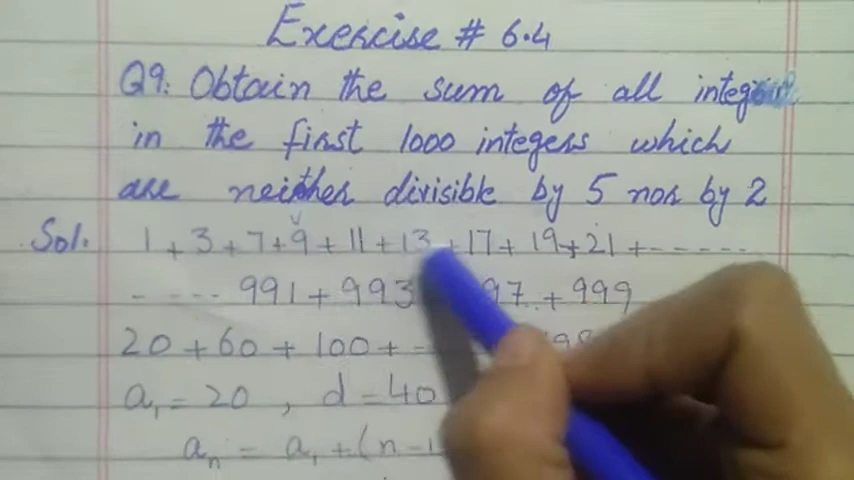 Exercise # 6.4
Q9: Obtain the sum of all integers
in the first 1000 integers which
are neither divisible by 5 nor by 2
Sol. 1 + 3 + 7 + 9 + 11 + 13 + 17 + 19 + 21 + ------
- ---- 991 + 993 97 + 999
20 + 60 + 100 + -
a₁ = 20 , d = 40
aₙ = a₁ + (n - 1